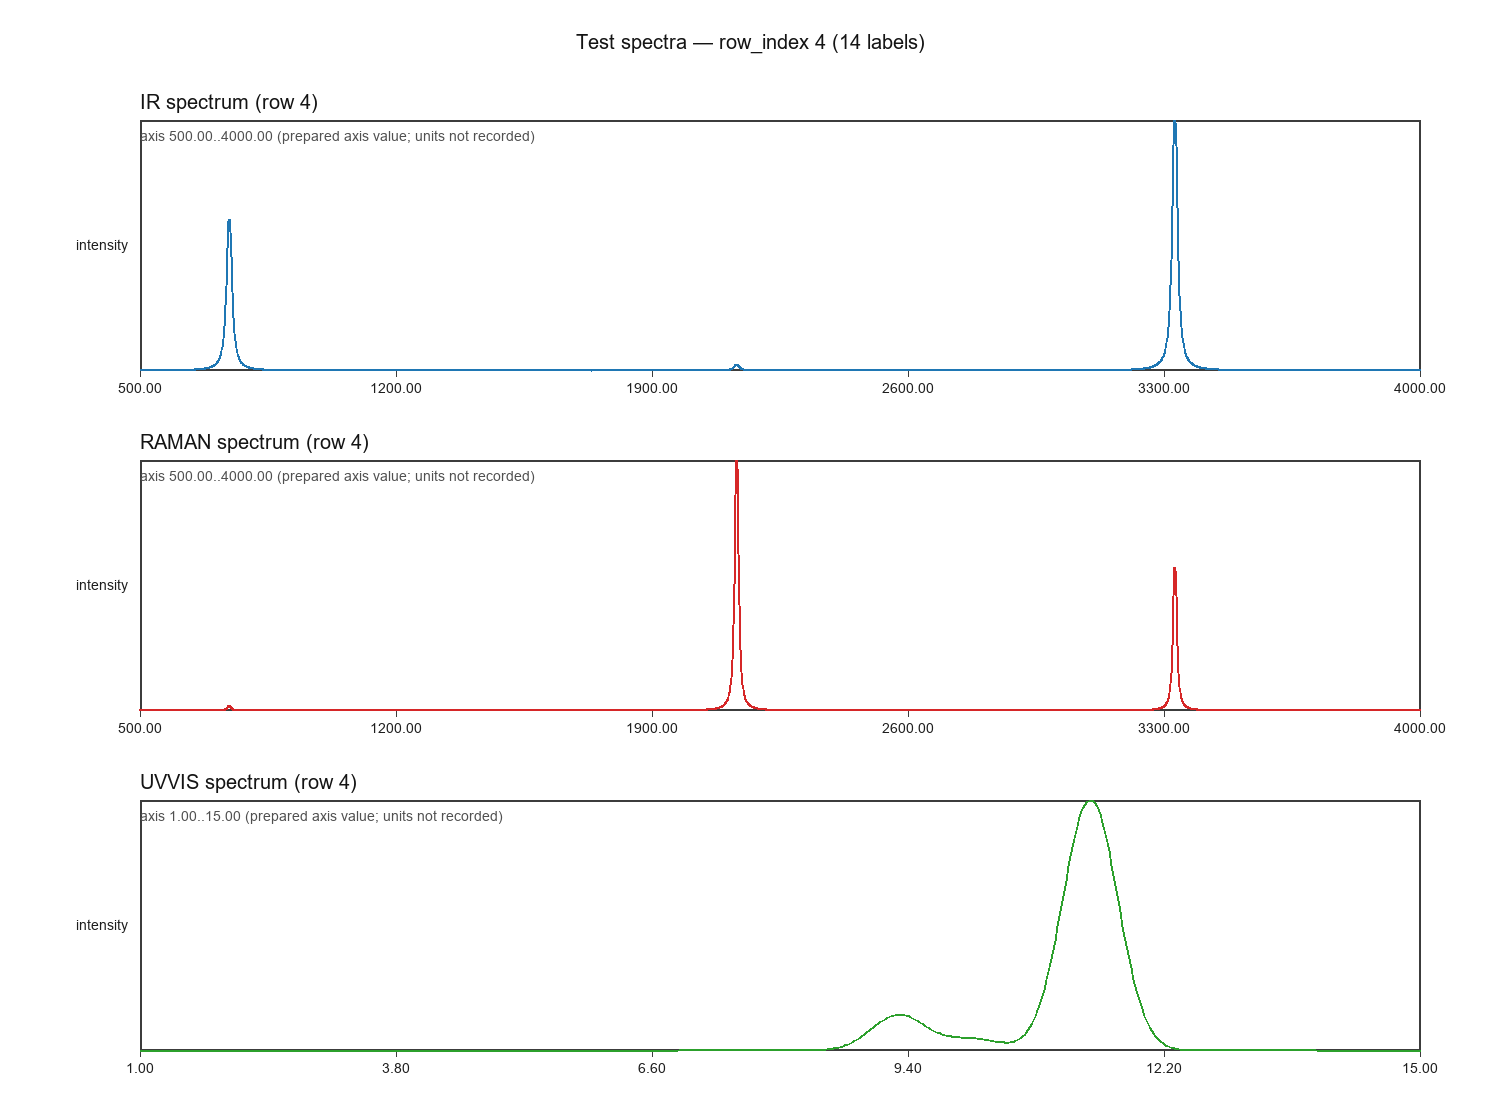 Test spectra — row_index 4 (14 labels)
IR spectrum (row 4)
axis 500.00..4000.00 (prepared axis value; units not recorded)
intensity
500.00 1200.00 1900.00 2600.00 3300.00 4000.00
RAMAN spectrum (row 4)
axis 500.00..4000.00 (prepared axis value; units not recorded)
intensity
500.00 1200.00 1900.00 2600.00 3300.00 4000.00
UVVIS spectrum (row 4)
axis 1.00..15.00 (prepared axis value; units not recorded)
intensity
1.00 3.80 6.60 9.40 12.20 15.00